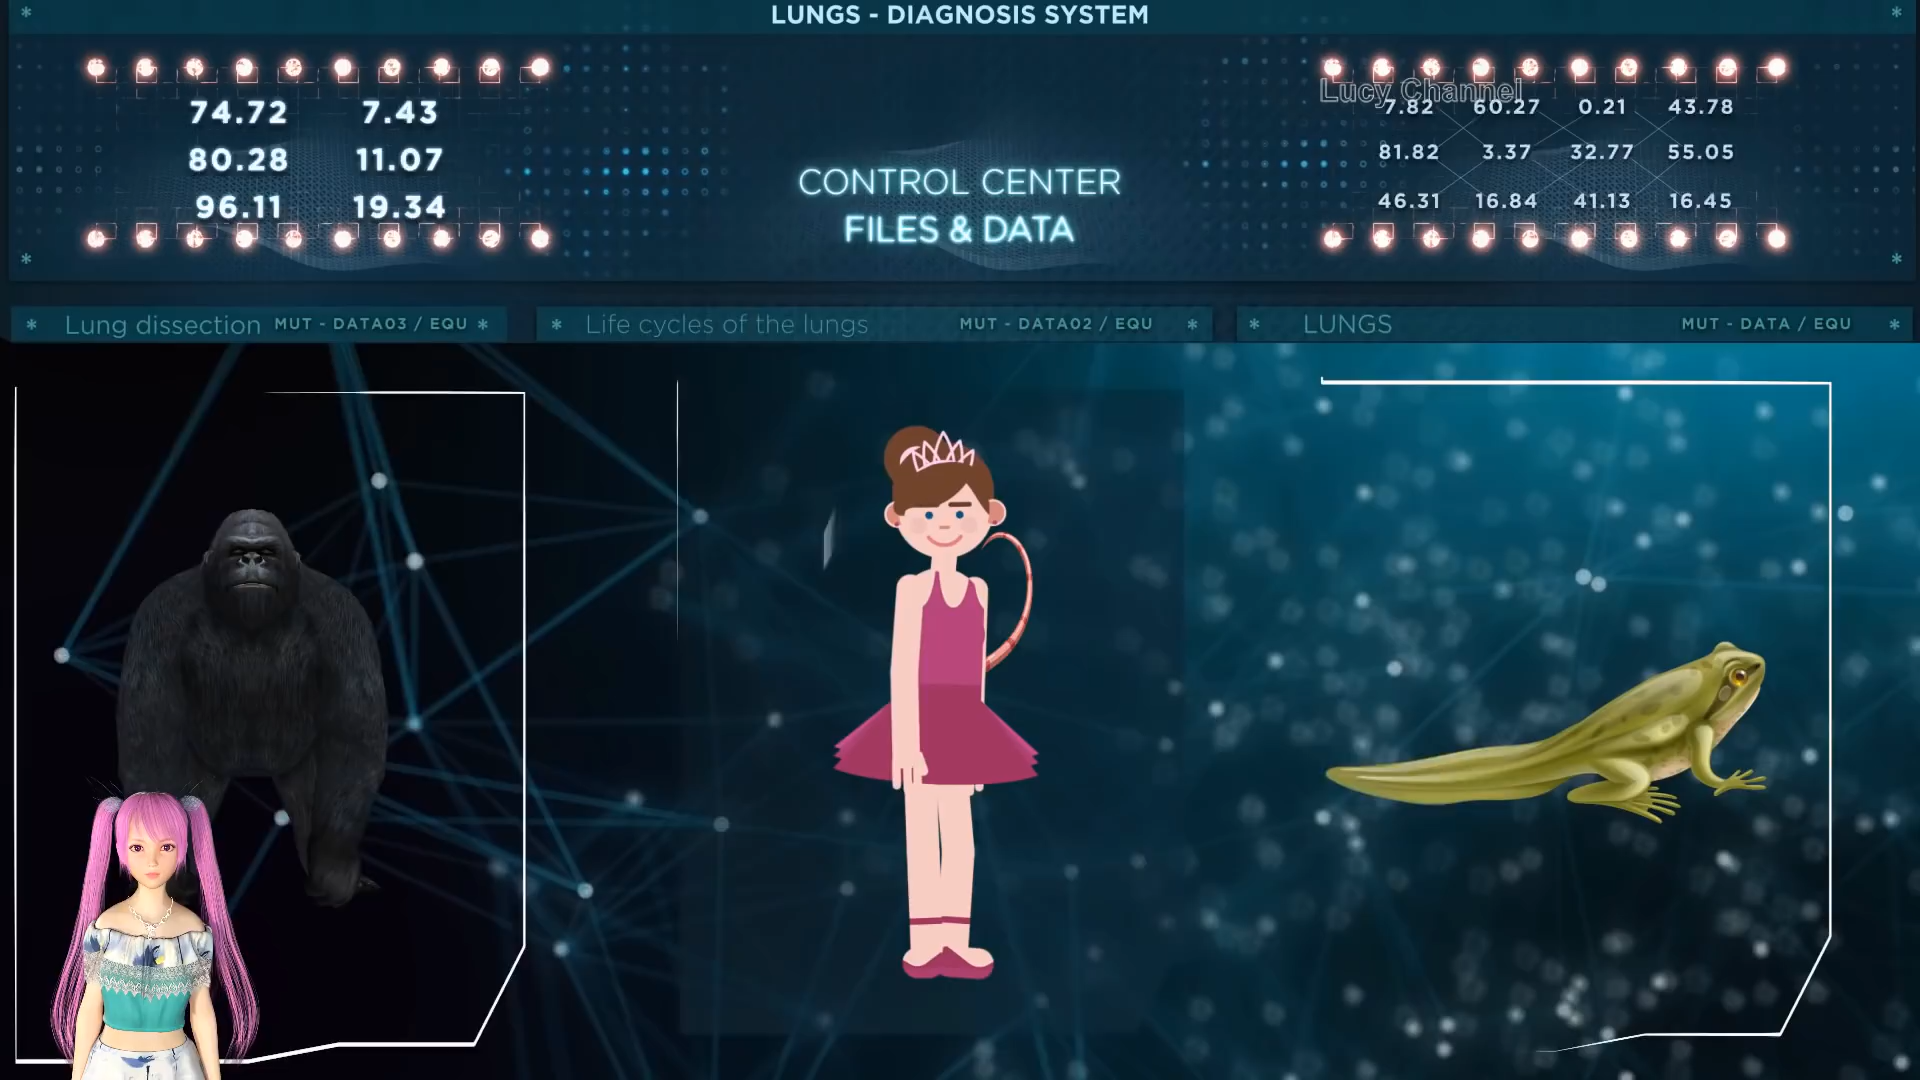 LUNGS - DIAGNOSIS SYSTEM
74.72 7.43
80.28 11.07
96.11 19.34
CONTROL CENTER
FILES & DATA
Lucy Channel
7.82 60.27 0.21 43.78
81.82 3.37 32.77 55.05
46.31 16.84 41.13 16.45
* Lung dissection MUT - DATA03 / EQU *
* Life cycles of the lungs MUT - DATA02 / EQU *
* LUNGS MUT - DATA / EQU *